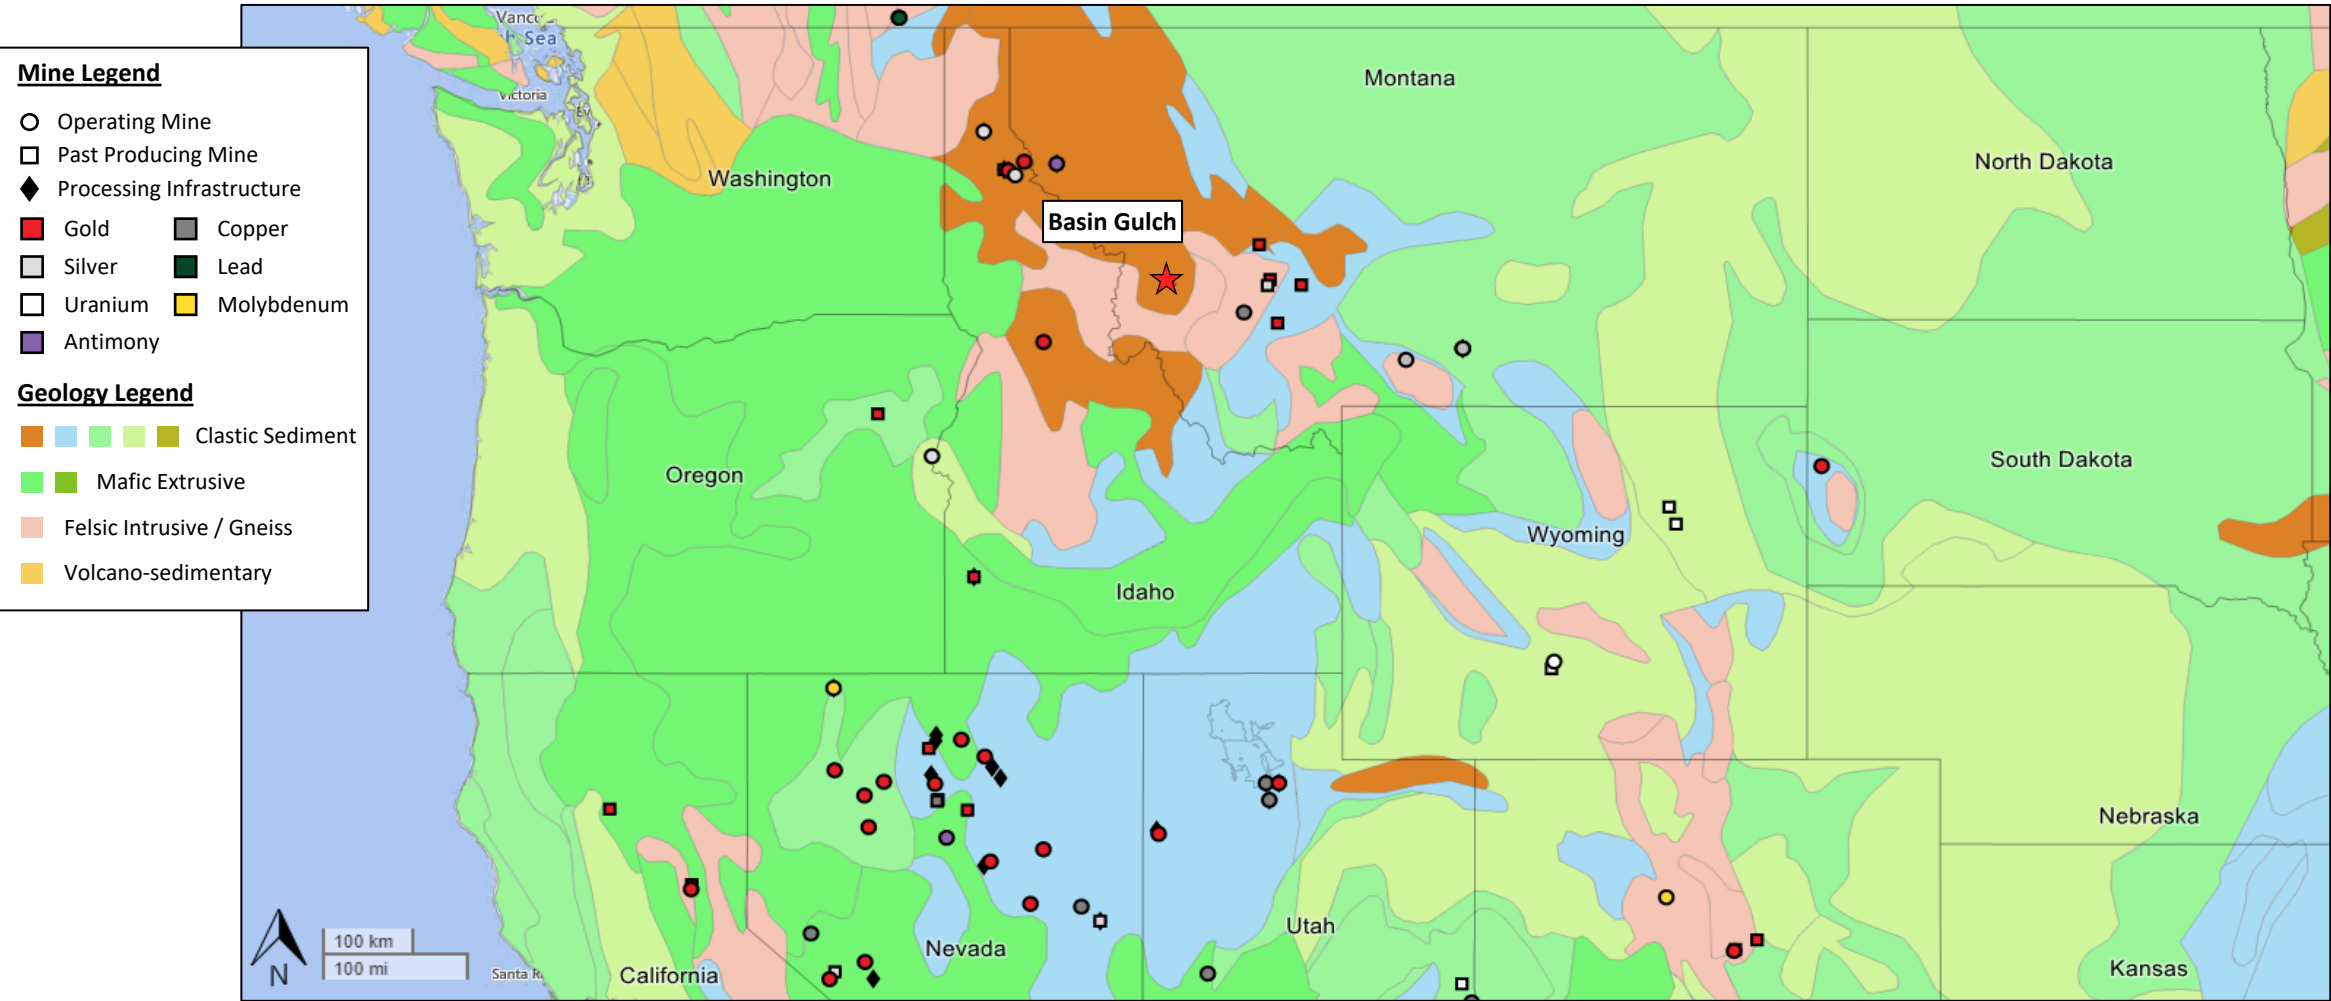 Mine Legend
Operating Mine
Past Producing Mine
Processing Infrastructure
Gold
Copper
Silver
Lead
Uranium
Molybdenum
Antimony
Geology Legend
Clastic Sediment
Mafic Extrusive
Felsic Intrusive / Gneiss
Volcano-sedimentary
Sea
Victoria
Montana
North Dakota
Washington
Basin Gulch
Oregon
South Dakota
Wyoming
Idaho
Nebraska
Utah
Nevada
California
Kansas
Santa R
100 km
100 mi
N